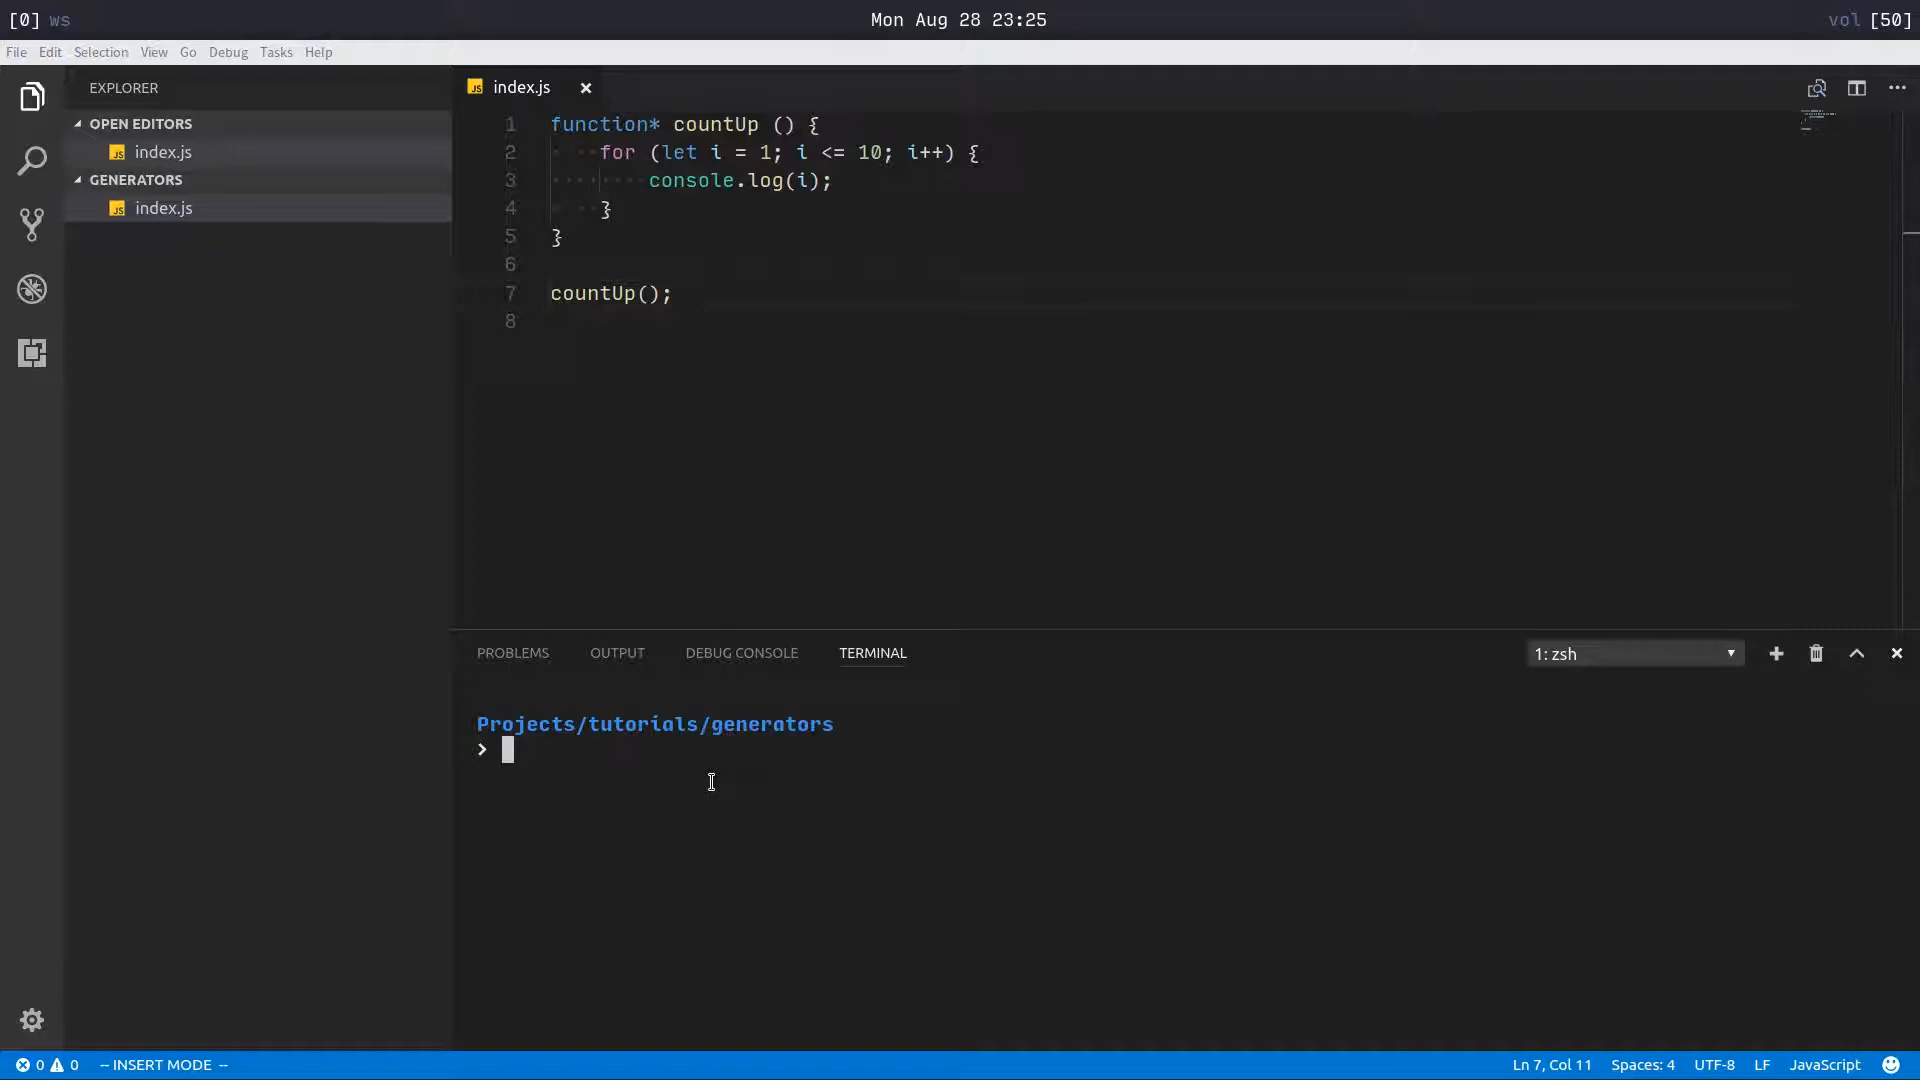 [0] ws
Mon Aug 28 23:25
vol [50]
File Edit Selection View Go Debug Tasks Help
EXPLORER
OPEN EDITORS
JS index.js
GENERATORS
JS index.js
JS index.js
1 function* countUp () {
2 for (let i = 1; i <= 10; i++) {
3 console.log(i);
4 }
5 }
6
7 countUp();
8
PROBLEMS OUTPUT DEBUG CONSOLE TERMINAL
1: zsh
Projects/tutorials/generators
>
0 0 -- INSERT MODE --
Ln 7, Col 11 Spaces: 4 UTF-8 LF JavaScript